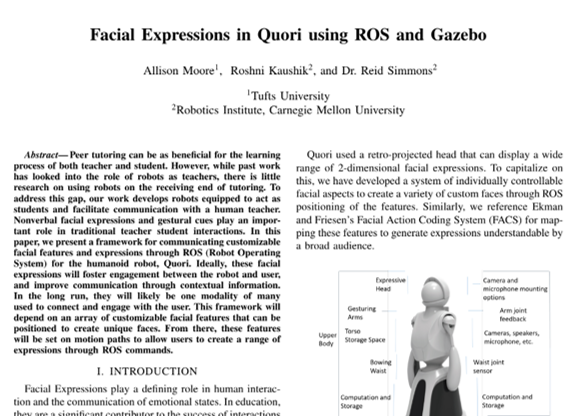 Facial Expressions in Quori using ROS and Gazebo
Allison Moore1, Roshni Kaushik2, and Dr. Reid Simmons2
1Tufts University
2Robotics Institute, Carnegie Mellon University
Abstract—Peer tutoring can be as beneficial for the learning
process of both teacher and student. However, while past work
has looked into the role of robots as teachers, there is little
research on using robots on the receiving end of tutoring. To
address this gap, our work develops robots equipped to act as
students and facilitate communication with a human teacher.
Nonverbal facial expressions and gestural cues play an impor-
tant role in traditional teacher student interactions. In this
paper, we present a framework for communicating customizable
facial features and expressions through ROS (Robot Operating
System) for the humanoid robot, Quori. Ideally, these facial
expressions will foster engagement between the robot and user,
and improve communication through contextual information.
In the long run, they will likely be one modality of many
used to connect and engage with the user. This framework will
depend on an array of customizable facial features that can be
positioned to create unique faces. From there, these features
will be set on motion paths to allow users to create a range of
expressions through ROS commands.
I. INTRODUCTION
Facial Expressions play a defining role in human interac-
tion and the communication of emotional states. In education,
they are a significant contributor to the success of interactions
Quori used a retro-projected head that can display a wide
range of 2-dimensional facial expressions. To capitalize on
this, we have developed a system of individually controllable
facial aspects to create a variety of custom faces through ROS
positioning of the features. Similarly, we reference Ekman
and Friesen's Facial Action Coding System (FACS) for map-
ping these features to generate expressions understandable by
a broad audience.
Expressive
Head
Gesturing
Arms
Upper
Body
Torso
Storage Space
Bowing
Waist
Computation and
Storage
Camera and
microphone mounting
options
Arm joint
feedback
Cameras, speakers,
microphone, etc.
Waist joint
sensor
Computation and
Storage